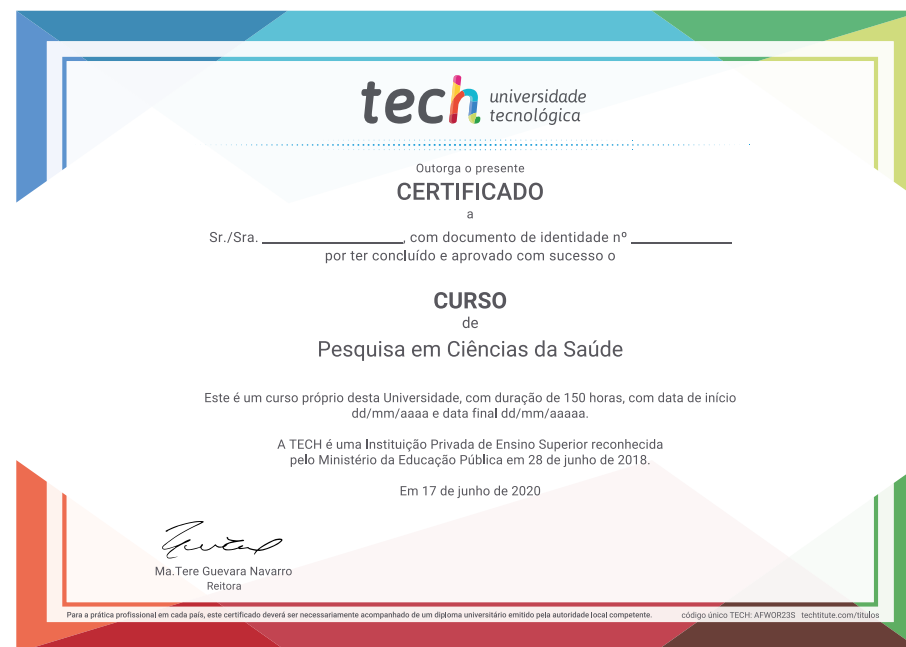 tech universidade
tecnológica
Outorga o presente
CERTIFICADO
a
Sr./Sra. ______________, com documento de identidade nº __________
por ter concluído e aprovado com sucesso o
CURSO
de
Pesquisa em Ciências da Saúde
Este é um curso próprio desta Universidade, com duração de 150 horas, com data de início
dd/mm/aaaa e data final dd/mm/aaaaa.
A TECH é uma Instituição Privada de Ensino Superior reconhecida
pelo Ministério da Educação Pública em 28 de junho de 2018.
Em 17 de junho de 2020
Ma.Tere Guevara Navarro
Reitora
Para a prática profissional em cada país, este certificado deverá ser necessariamente acompanhado de um diploma universitário emitido pela autoridade local competente. código único TECH: AFWOR23S techtitute.com/titulos